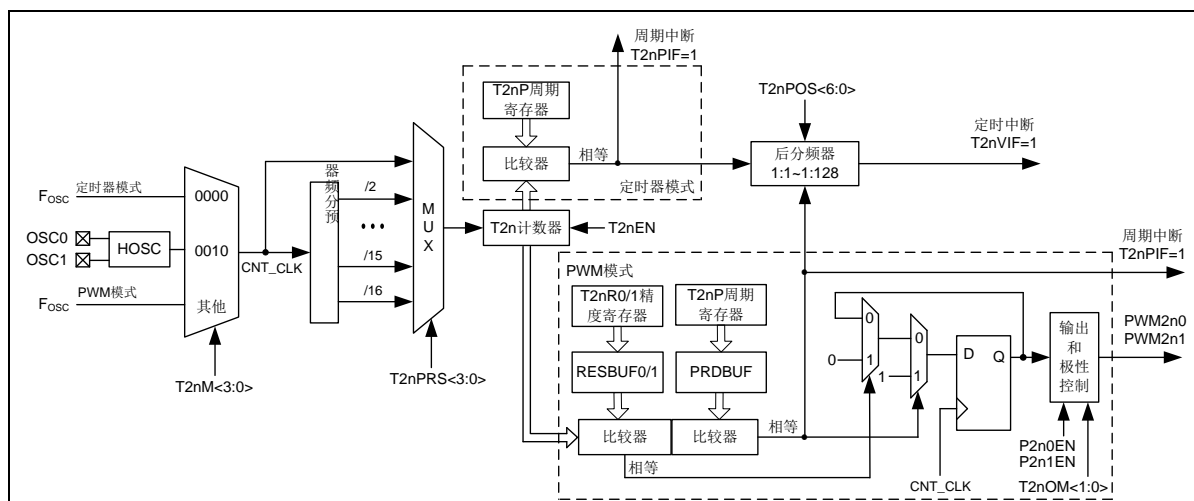 周期中断
T2nPIF=1
T2nP周期
寄存器
比较器
相等
定时器模式
T2nPOS<6:0>
后分频器
1:1~1:128
定时中断
T2nVIF=1
FOSC
定时器模式
0000
OSC0
OSC1
HOSC
0010
CNT_CLK
FOSC
PWM模式
其他
T2nM<3:0>
器频分预
/2
•••
/15
/16
MUX
T2nPRS<3:0>
T2n计数器
T2nEN
周期中断
T2nPIF=1
PWM模式
T2nR0/1精
度寄存器
T2nP周期
寄存器
RESBUF0/1
PRDBUF
比较器
比较器
相等
相等
0
0
1
0
1
1
D
Q
CNT_CLK
输出
和
极性
控制
PWM2n0
PWM2n1
P2n0EN
P2n1EN
T2nOM<1:0>